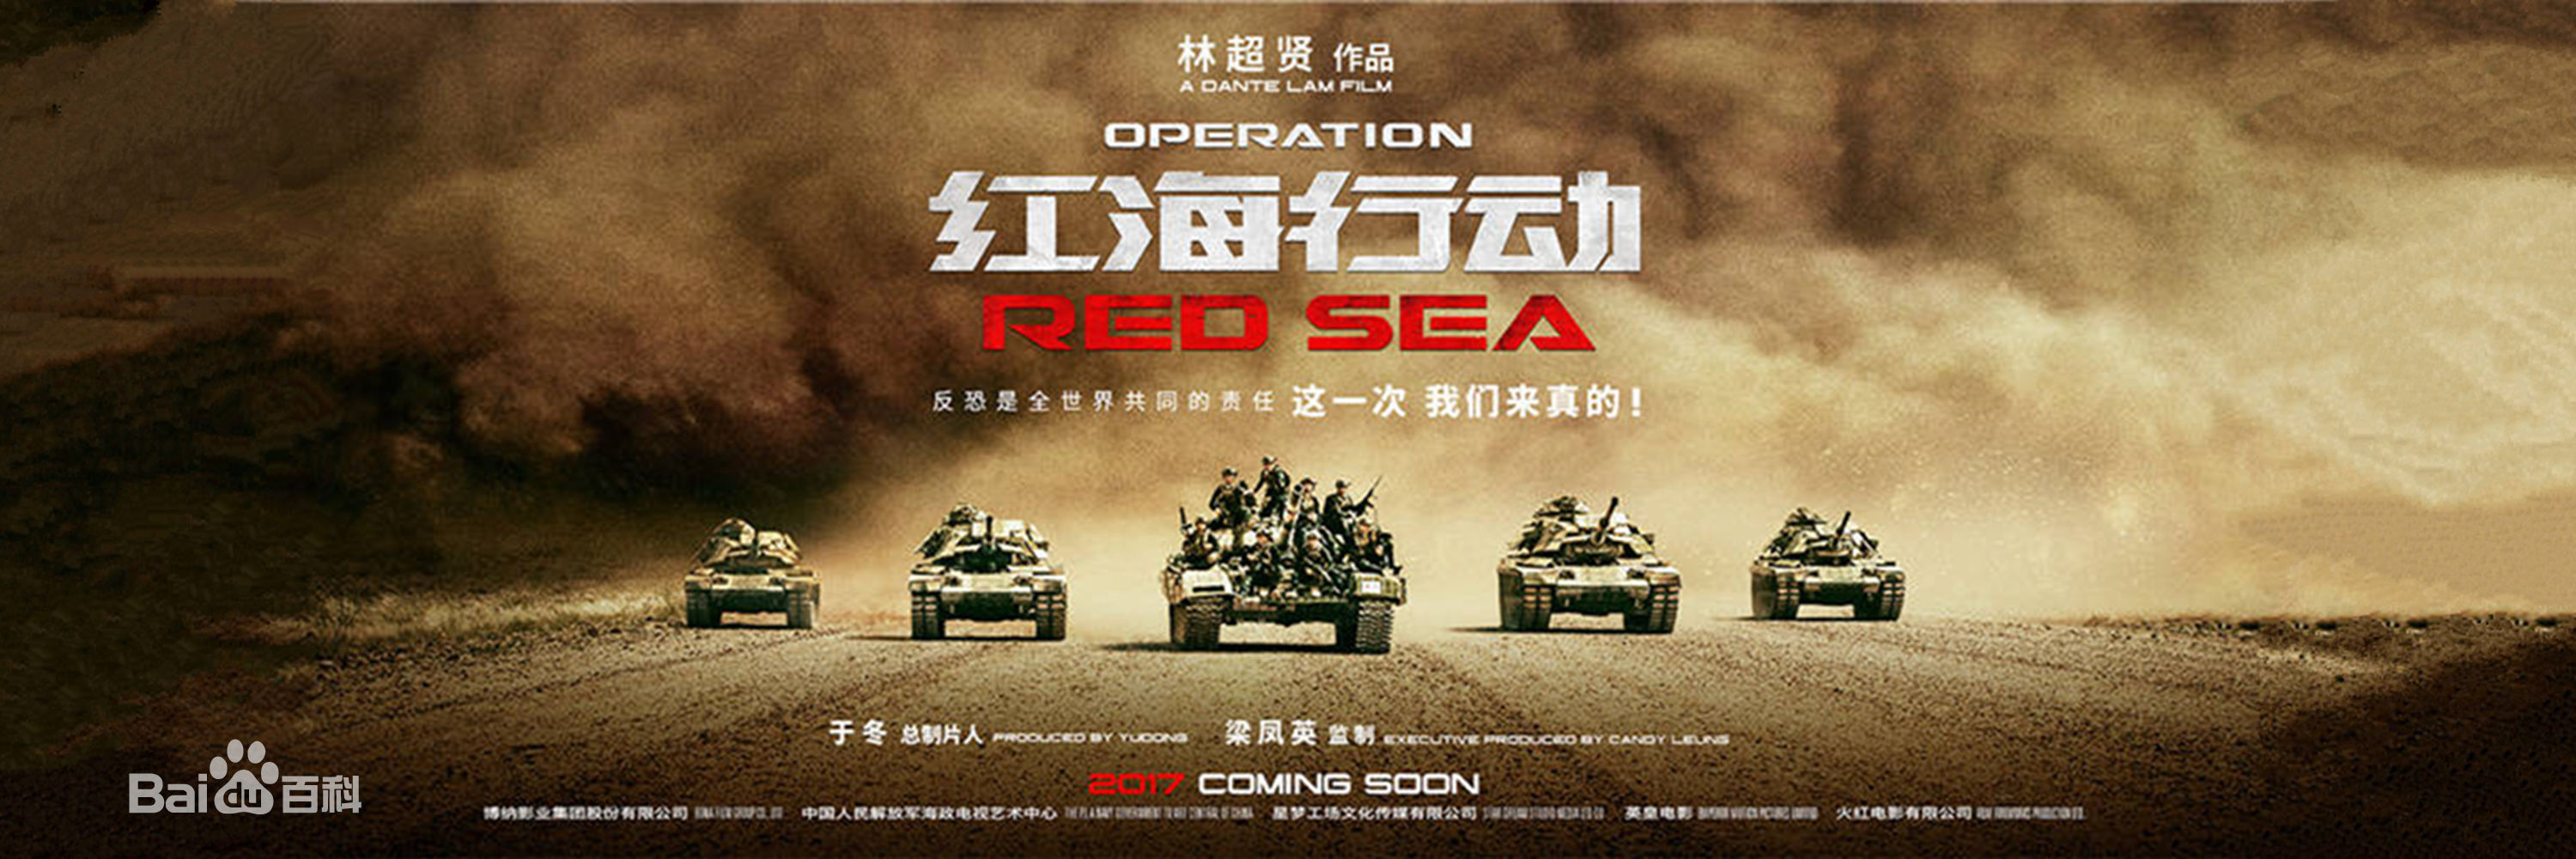 林超贤 作品
A DANTE LAM FILM
OPERATION
红海行动
RED SEA
反恐是全世界共同的责任 这一次 我们来真的!
于冬 总制片人 PRODUCED BY YUDONG 梁凤英 监制 EXECUTIVE PRODUCED BY CANDY LEUNG
2017 COMING SOON
博纳影业集团股份有限公司 中国人民解放军海政电视艺术中心 星梦工场文化传媒有限公司 英皇电影 火红电影有限公司
Bai du 百科